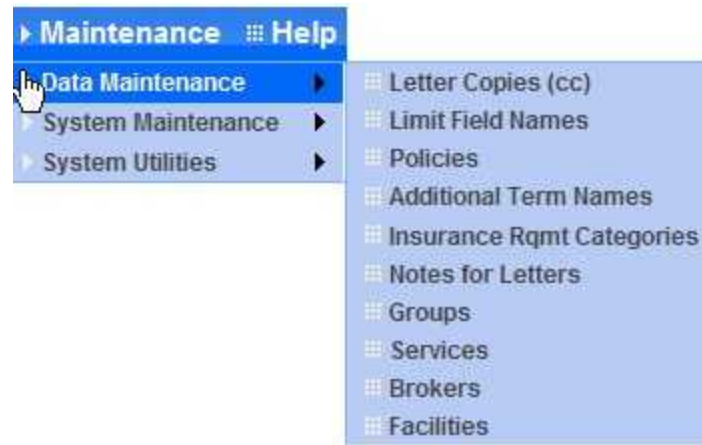 Maintenance Help
Data Maintenance
System Maintenance
System Utilities
Letter Copies (cc)
Limit Field Names
Policies
Additional Term Names
Insurance Rqmt Categories
Notes for Letters
Groups
Services
Brokers
Facilities